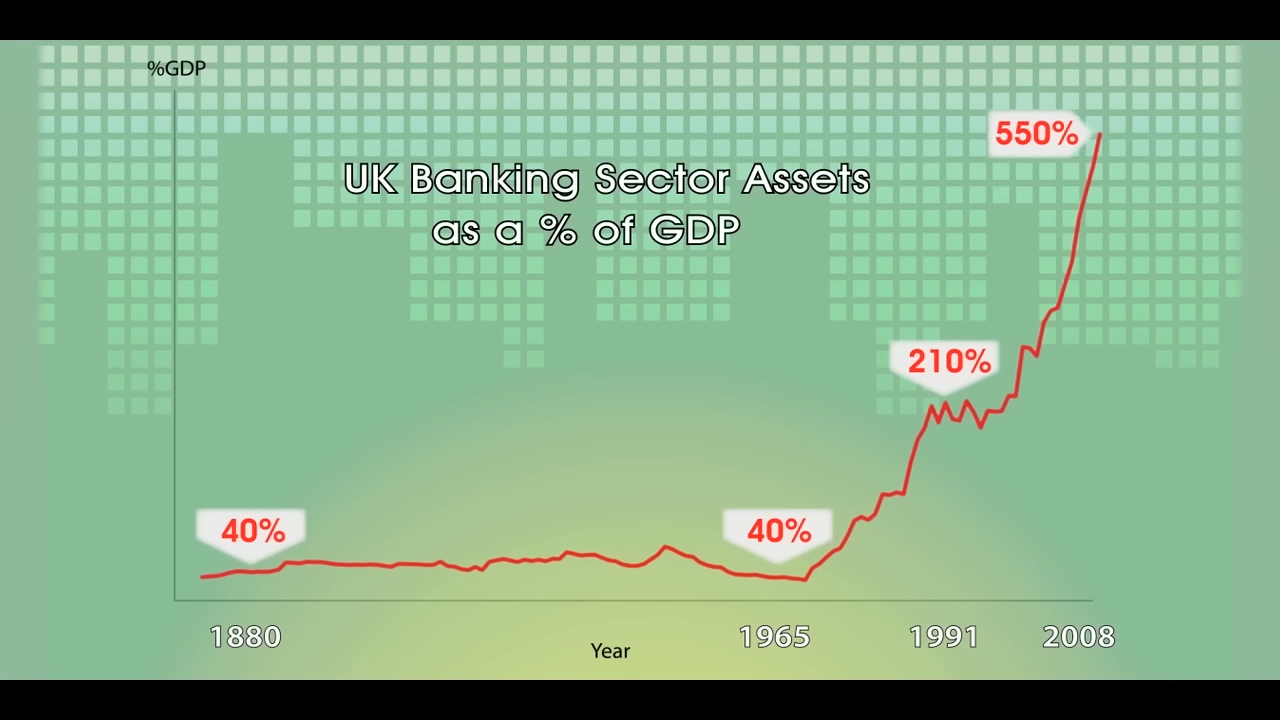 %GDP
550%
UK Banking Sector Assets
as a % of GDP
210%
40%
40%
1880
1965
1991
2008
Year